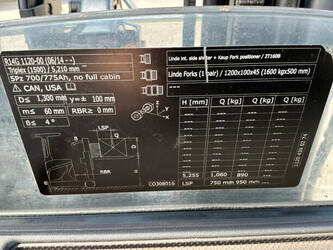 R14G 1120-00 (06/14 - -)
Triplex (1500) / 5,210 mm
5Pz 700/775Ah, no full cabin
⚠ CAN, USA
D± 1,300 mm y± 100 mm
m≤ 60 mm RBR≥ 0 mm
β≤ 4°
LSP
Q
RBR
D
H
m
Y
X
Linde int. side shifter + Kaup Fork positioner / 2T160B
Linde Forks (1 pair) / 1200x100x45 (1600 kgx500 mm)
---
H [mm] Q [kg] Q [kg] Q [kg]
5,255 1,060 890
LSP 750 mm 950 mm